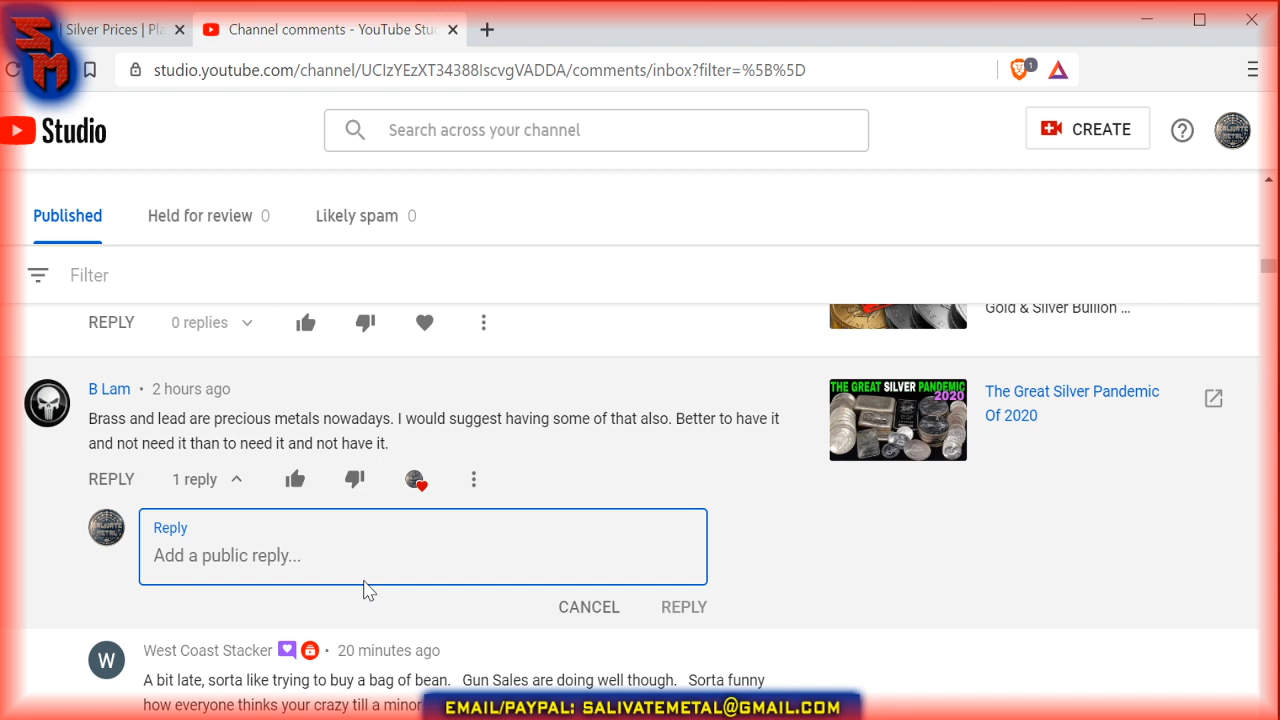 SM
Silver Prices | Pla
Channel comments - YouTube Stu
studio.youtube.com/channel/UCIzYEzXT34388IscvgVADDA/comments/inbox?filter=%5B%5D
1
Studio
Search across your channel
CREATE
Published
Held for review 0
Likely spam 0
Filter
REPLY
0 replies
Gold & Silver Bullion ...
B Lam • 2 hours ago
Brass and lead are precious metals nowadays. I would suggest having some of that also. Better to have it
and not need it than to need it and not have it.
THE GREAT SILVER PANDEMIC
2020
The Great Silver Pandemic
Of 2020
REPLY
1 reply
Reply
Add a public reply...
CANCEL
REPLY
W
West Coast Stacker • 20 minutes ago
A bit late, sorta like trying to buy a bag of bean. Gun Sales are doing well though. Sorta funny
how everyone thinks your crazy till a minor
EMAIL/PAYPAL: SALIVATEMETAL@GMAIL.COM